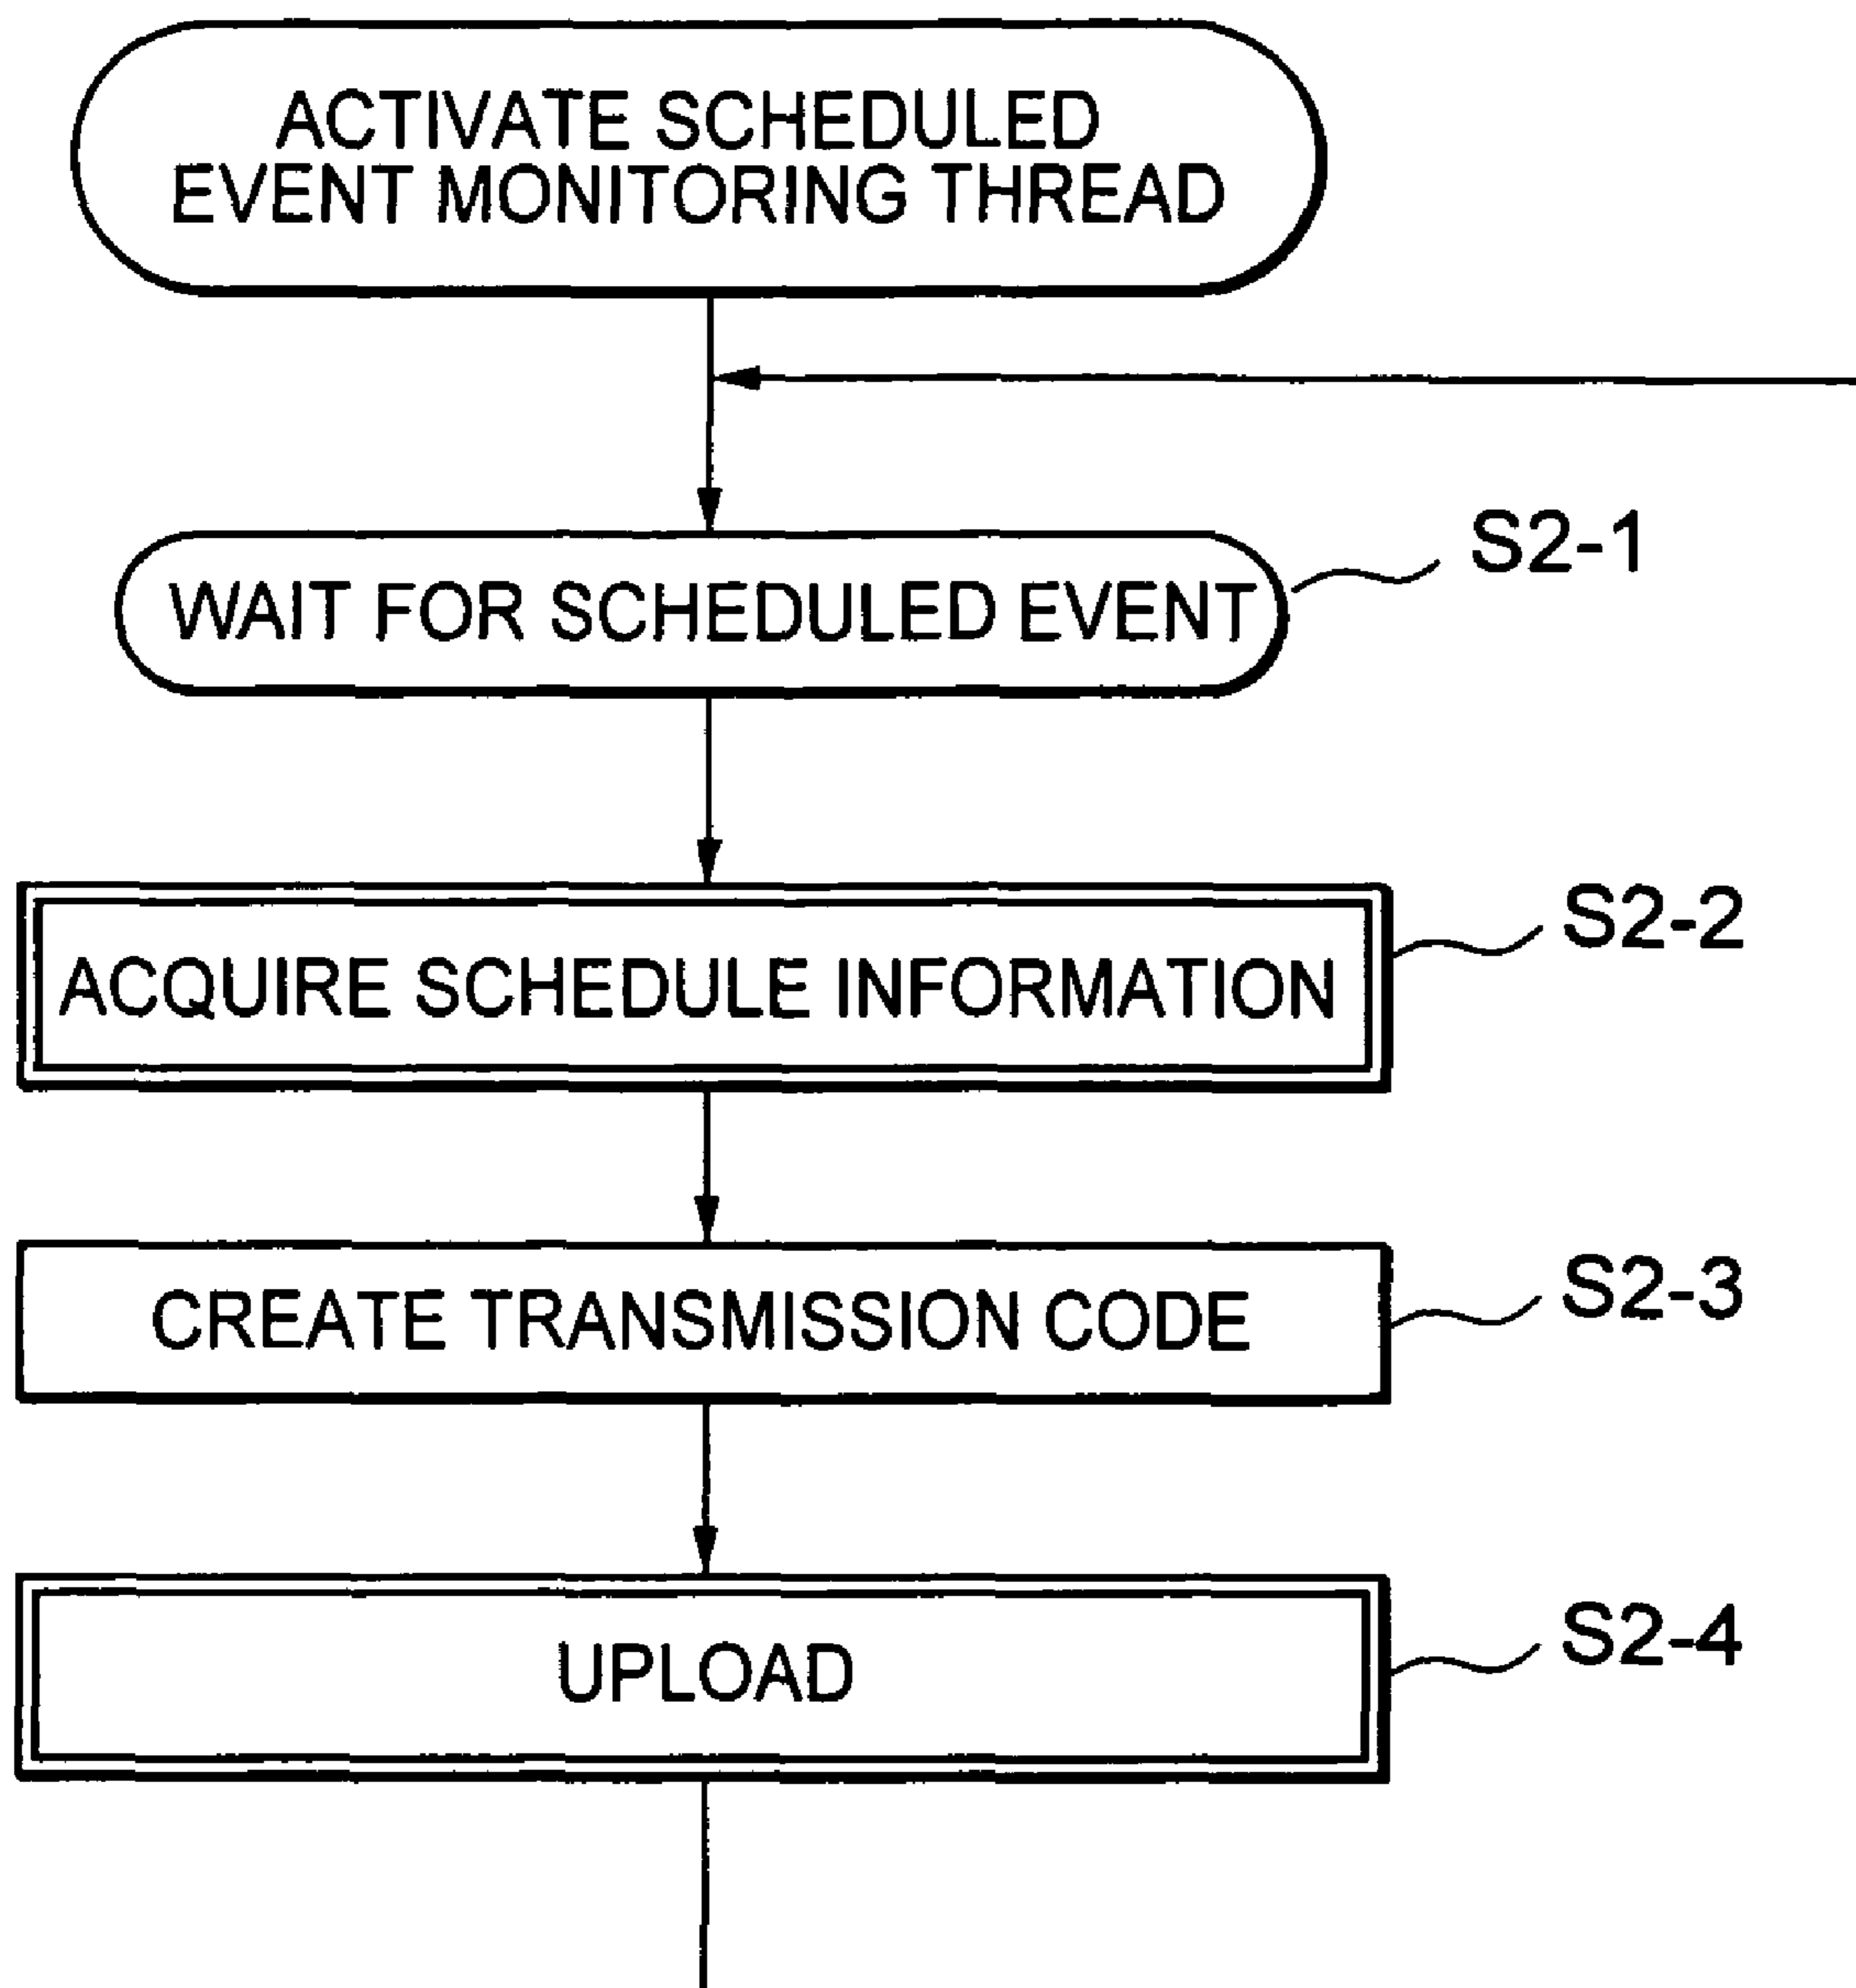 ACTIVATE SCHEDULED
EVENT MONITORING THREAD
WAIT FOR SCHEDULED EVENT
S2-1
ACQUIRE SCHEDULE INFORMATION
S2-2
CREATE TRANSMISSION CODE
S2-3
UPLOAD
S2-4